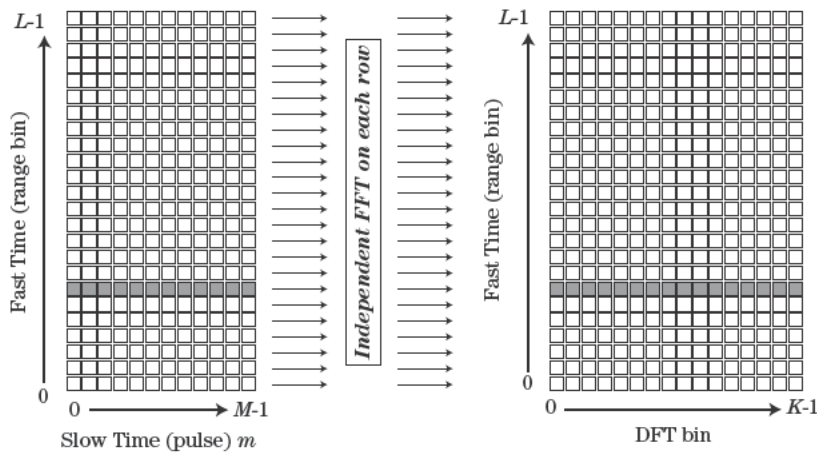 L-1
Fast Time (range bin)
0
0
M-1
Slow Time (pulse) m
Independent FFT on each row
L-1
Fast Time (range bin)
0
0
K-1
DFT bin